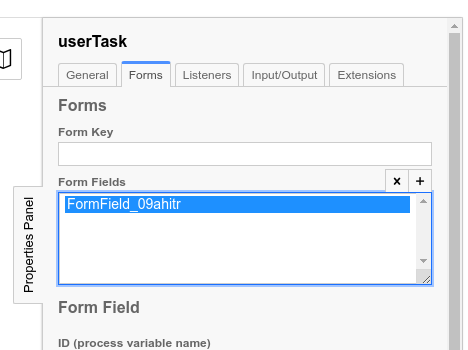 userTask
General Forms Listeners Input/Output Extensions
Forms
Form Key
Form Fields x +
FormField_09ahitr
Properties Panel
Form Field
ID (process variable name)